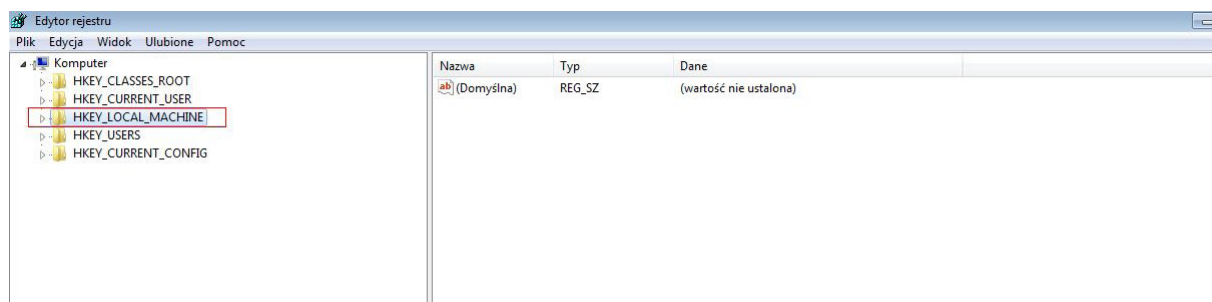 Edytor rejestru
Plik Edycja Widok Ulubione Pomoc
Komputer
HKEY_CLASSES_ROOT
HKEY_CURRENT_USER
HKEY_LOCAL_MACHINE
HKEY_USERS
HKEY_CURRENT_CONFIG
Nazwa Typ Dane
ab (Domyślna) REG_SZ (wartość nie ustalona)